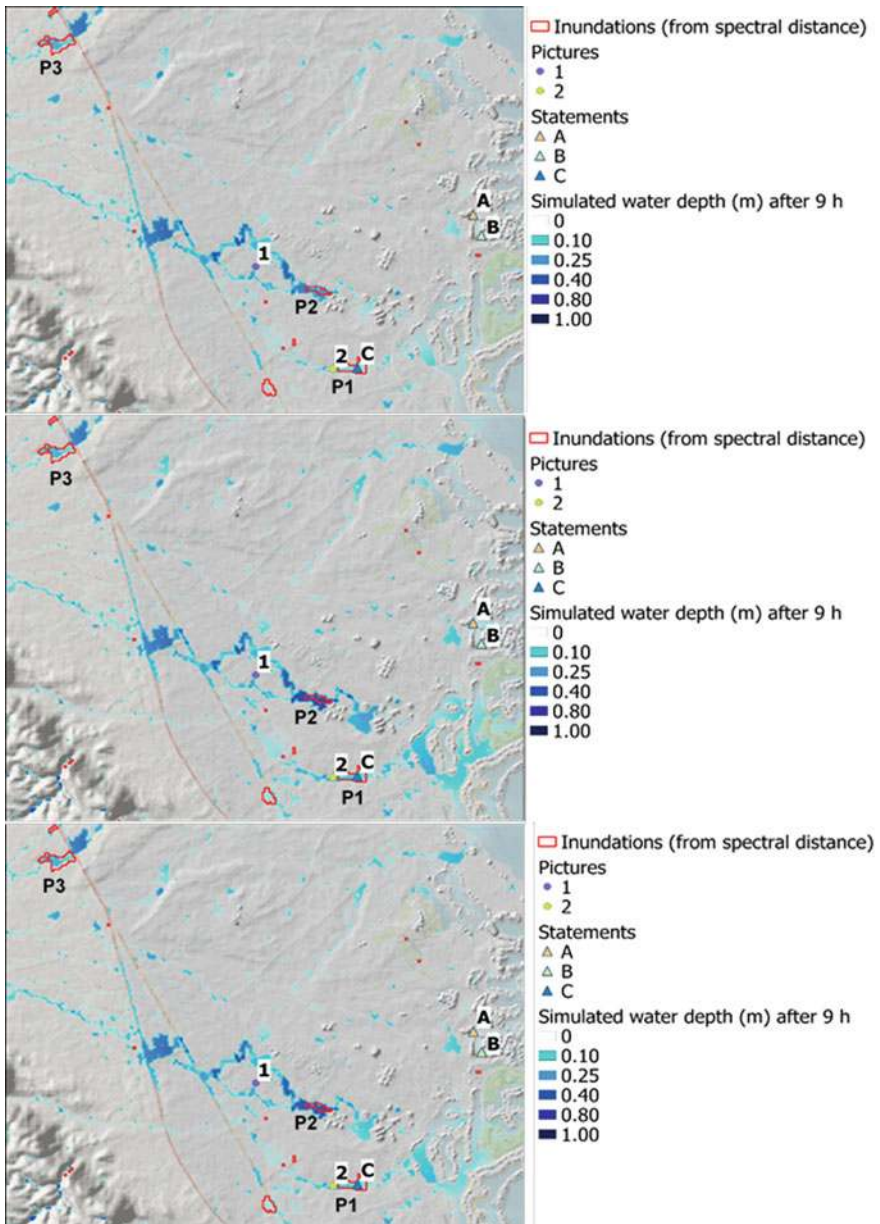 P3
1
P2
2 C
P1
A
B
Inundations (from spectral distance)
Pictures
1
2
Statements
A
B
C
Simulated water depth (m) after 9 h
0
0.10
0.25
0.40
0.80
1.00
P3
1
P2
2 C
P1
A
B
Inundations (from spectral distance)
Pictures
1
2
Statements
A
B
C
Simulated water depth (m) after 9 h
0
0.10
0.25
0.40
0.80
1.00
P3
1
P2
2 C
P1
A
B
Inundations (from spectral distance)
Pictures
1
2
Statements
A
B
C
Simulated water depth (m) after 9 h
0
0.10
0.25
0.40
0.80
1.00